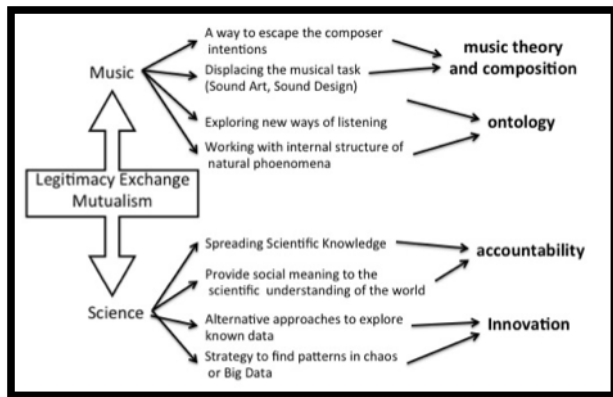 A way to escape the composer
intentions
music theory
and composition
Music
Displacing the musical task
(Sound Art, Sound Design)
Exploring new ways of listening
ontology
Working with internal structure of
natural phoenomena
Legitimacy Exchange
Mutualism
Spreading Scientific Knowledge
accountability
Provide social meaning to the
scientific understanding of the world
Science
Alternative approaches to explore
known data
Innovation
Strategy to find patterns in chaos
or Big Data